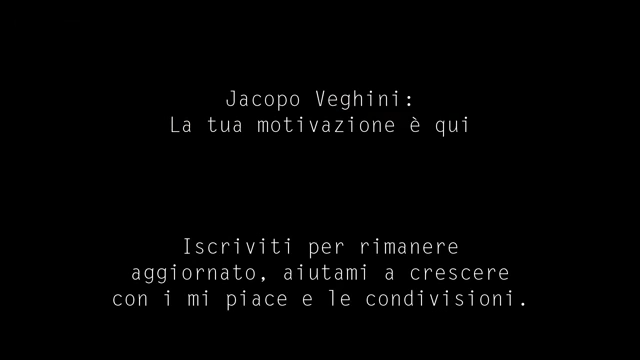 Jacopo Veghini:
La tua motivazione è qui
Iscriviti per rimanere
aggiornato, aiutami a crescere
con i mi piace e le condivisioni.